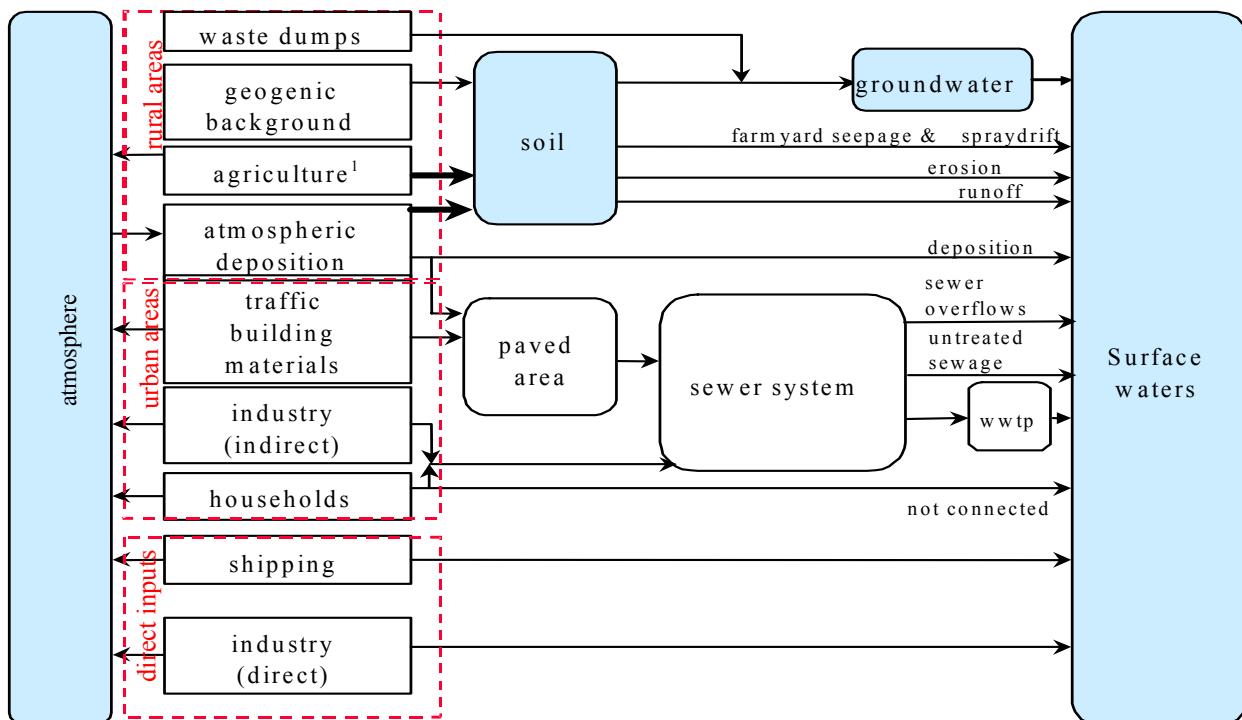 atmosphere
rural areas
waste dumps
geogenic
background
agriculture¹
atmospheric
deposition
urban areas
traffic
building
materials
industry
(indirect)
households
direct inputs
shipping
industry
(direct)
soil
paved
area
sewer system
groundwater
farmyard seepage & spraydrift
erosion
runoff
deposition
sewer
overflows
untreated
sewage
wwtp
not connected
Surface
waters